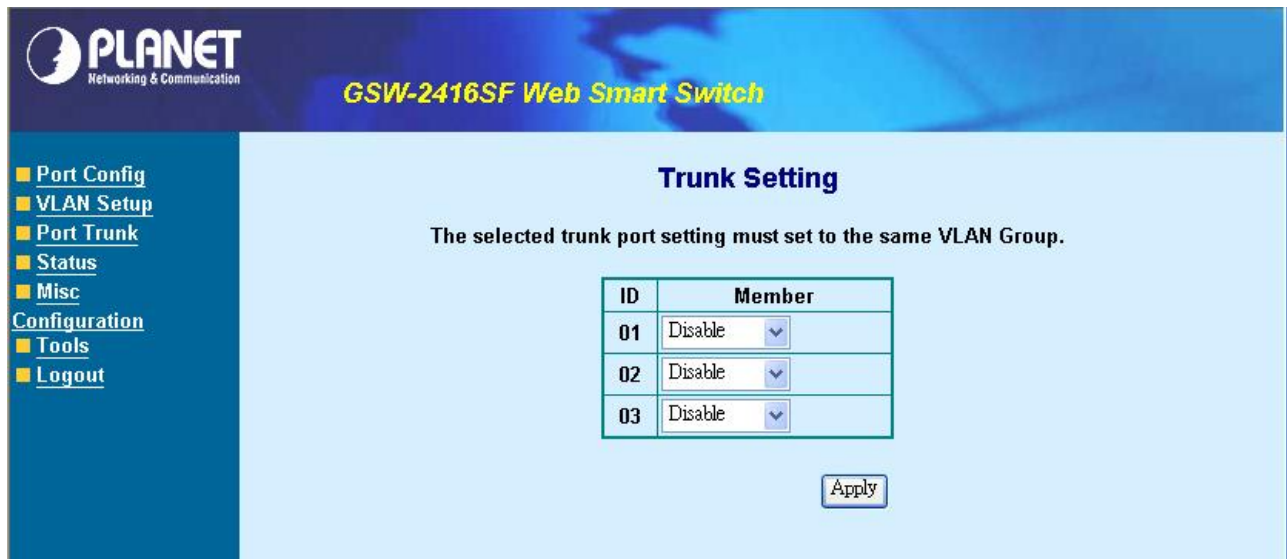 PLANET
Networking & Communication
GSW-2416SF Web Smart Switch
Port Config
VLAN Setup
Port Trunk
Status
Misc
Configuration
Tools
Logout
Trunk Setting
The selected trunk port setting must set to the same VLAN Group.
ID Member
01 Disable
02 Disable
03 Disable
Apply